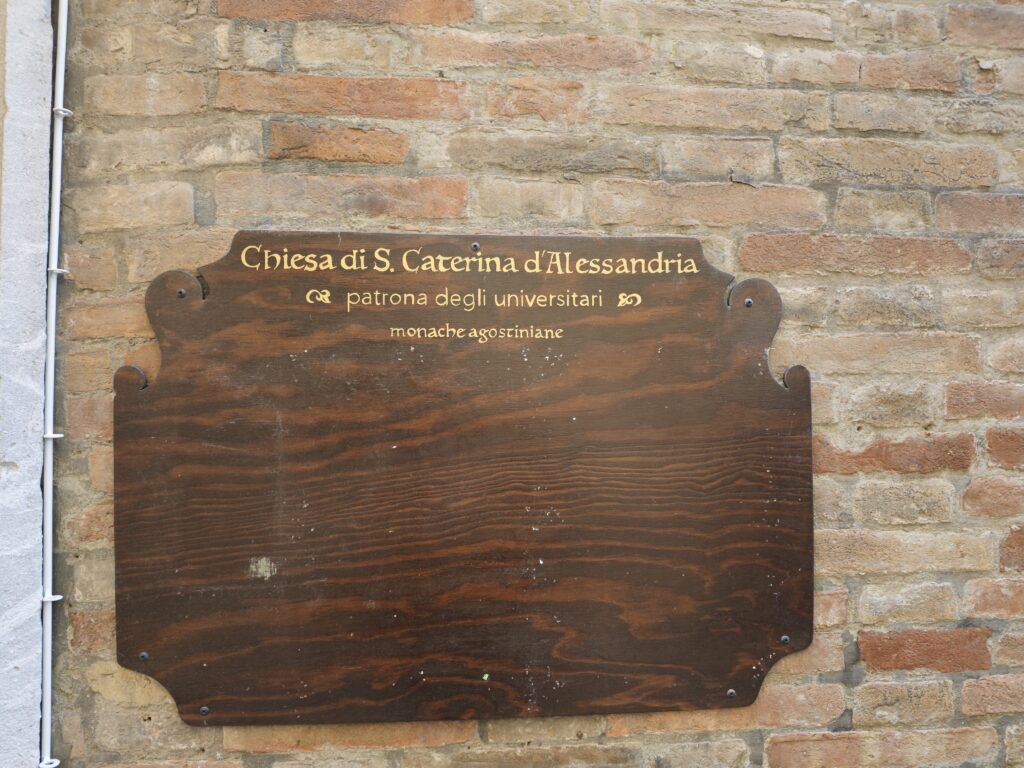 Chiesa di S. Caterina d'Alessandria
patrona degli universitari
monache agostiniane